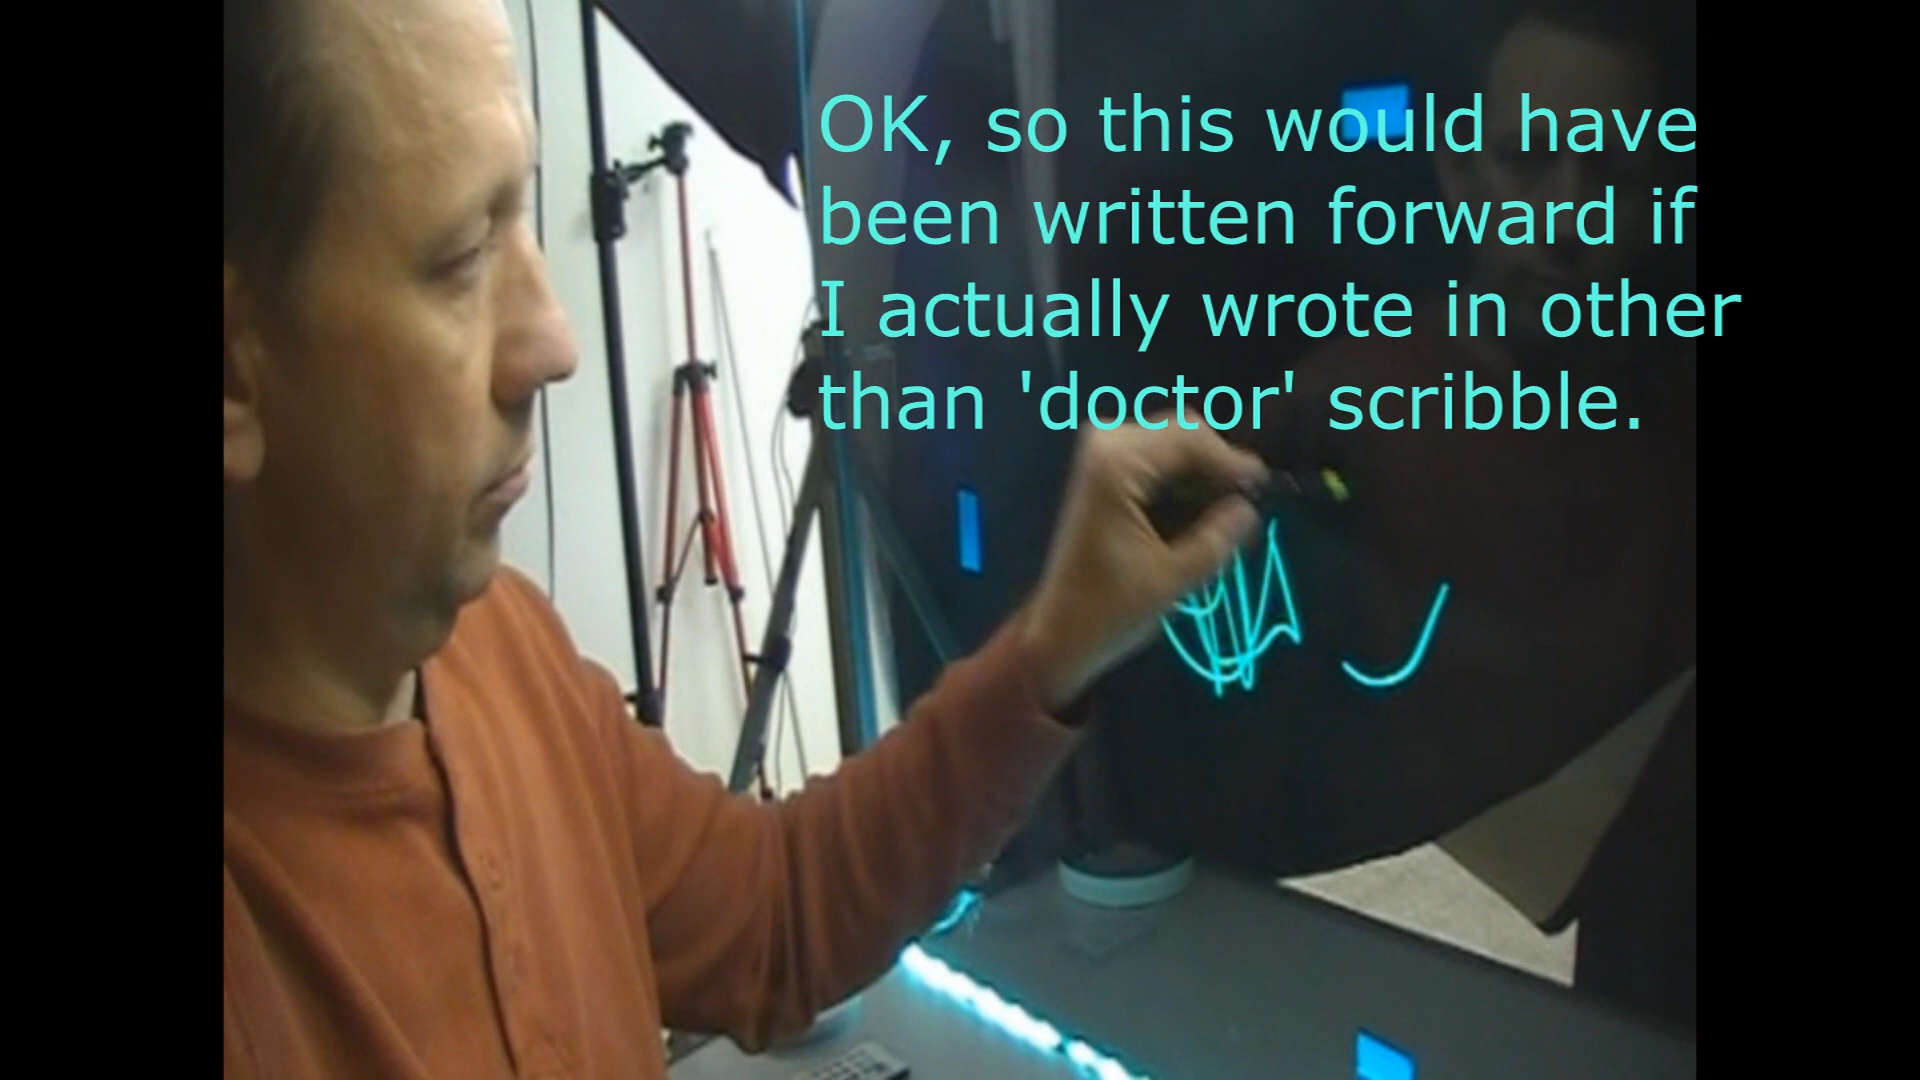 OK, so this would have
been written forward if
I actually wrote in other
than 'doctor' scribble.